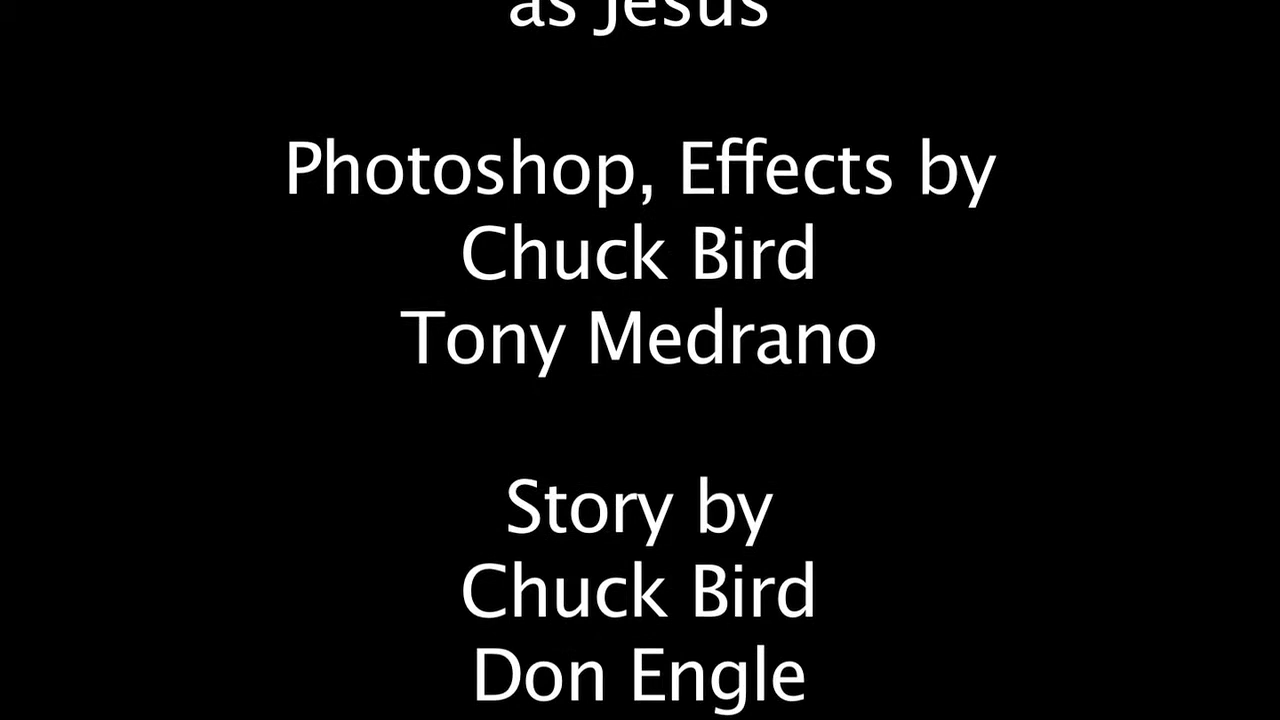 as Jesus
Photoshop, Effects by
Chuck Bird
Tony Medrano
Story by
Chuck Bird
Don Engle